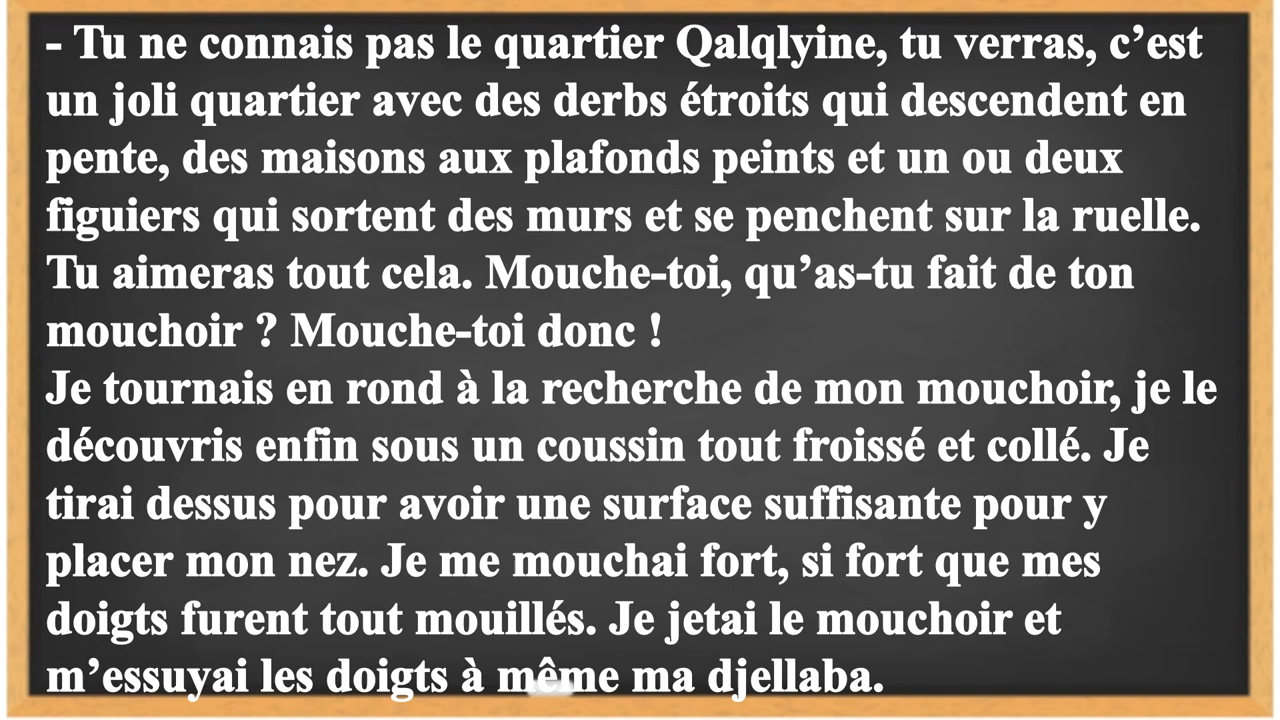 - Tu ne connais pas le quartier Qalqlyine, tu verras, c’est
un joli quartier avec des derbs étroits qui descendent en
pente, des maisons aux plafonds peints et un ou deux
figuiers qui sortent des murs et se penchent sur la ruelle.
Tu aimeras tout cela. Mouche-toi, qu’as-tu fait de ton
mouchoir ? Mouche-toi donc !
Je tournais en rond à la recherche de mon mouchoir, je le
découvris enfin sous un coussin tout froissé et collé. Je
tirai dessus pour avoir une surface suffisante pour y
placer mon nez. Je me mouchai fort, si fort que mes
doigts furent tout mouillés. Je jetai le mouchoir et
m’essuyai les doigts à même ma djellaba.